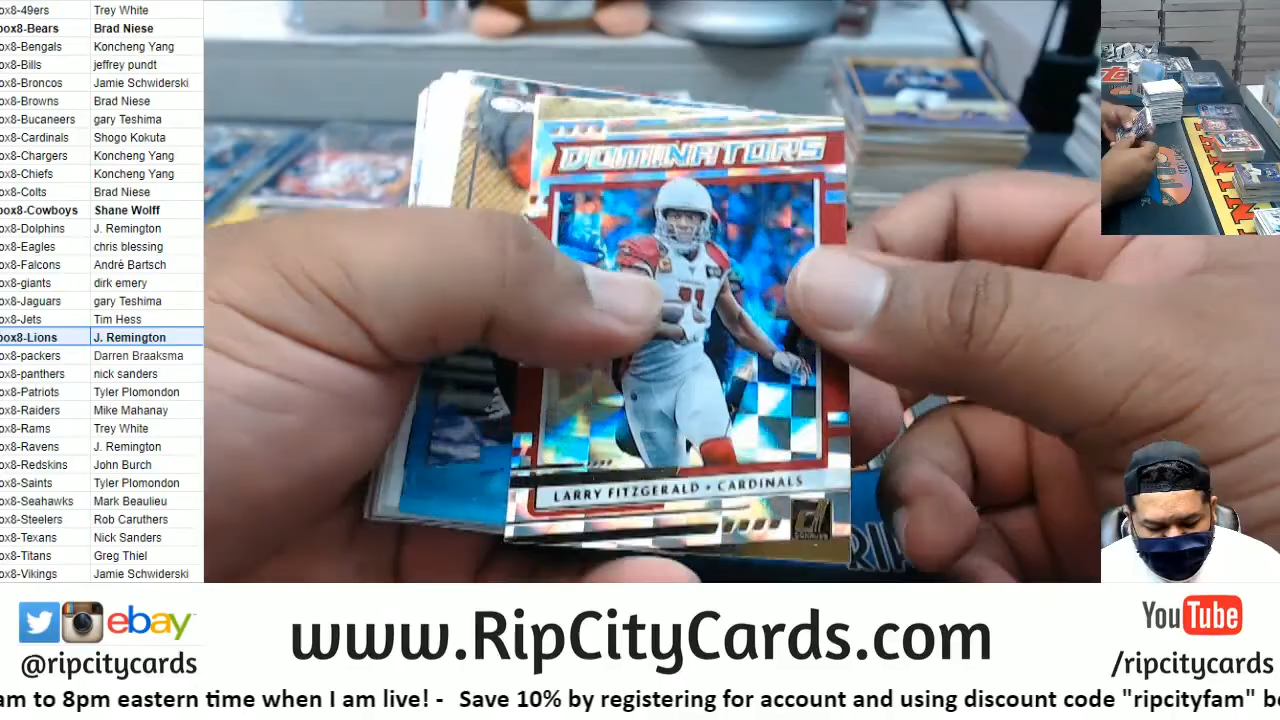 ox8-49ers Trey White
box8-Bears Brad Niese
ox8-Bengals Koncheng Yang
ox8-Bills jeffrey pundt
ox8-Broncos Jamie Schwiderski
ox8-Browns Brad Niese
ox8-Bucaneers gary Teshima
ox8-Cardinals Shogo Kokuta
ox8-Chargers Koncheng Yang
ox8-Chiefs Koncheng Yang
ox8-Colts Brad Niese
box8-Cowboys Shane Wolff
ox8-Dolphins J. Remington
ox8-Eagles chris blessing
ox8-Falcons André Bartsch
ox8-giants dirk emery
ox8-Jaguars gary Teshima
ox8-Jets Tim Hess
box8-Lions J. Remington
ox8-packers Darren Braaksma
ox8-panthers nick sanders
ox8-Patriots Tyler Plomondon
ox8-Raiders Mike Mahanay
ox8-Rams Trey White
ox8-Ravens J. Remington
ox8-Redskins John Burch
ox8-Saints Tyler Plomondon
ox8-Seahawks Mark Beaulieu
ox8-Steelers Rob Caruthers
ox8-Texans Nick Sanders
ox8-Titans Greg Thiel
ox8-Vikings Jamie Schwiderski
DOMINATORS
LARRY FITZGERALD • CARDINALS
DONRUSS
RIP
ebay
@ripcitycards
www.RipCityCards.com
YouTube
/ripcitycards
am to 8pm eastern time when I am live! - Save 10% by registering for account and using discount code "ripcityfam" be